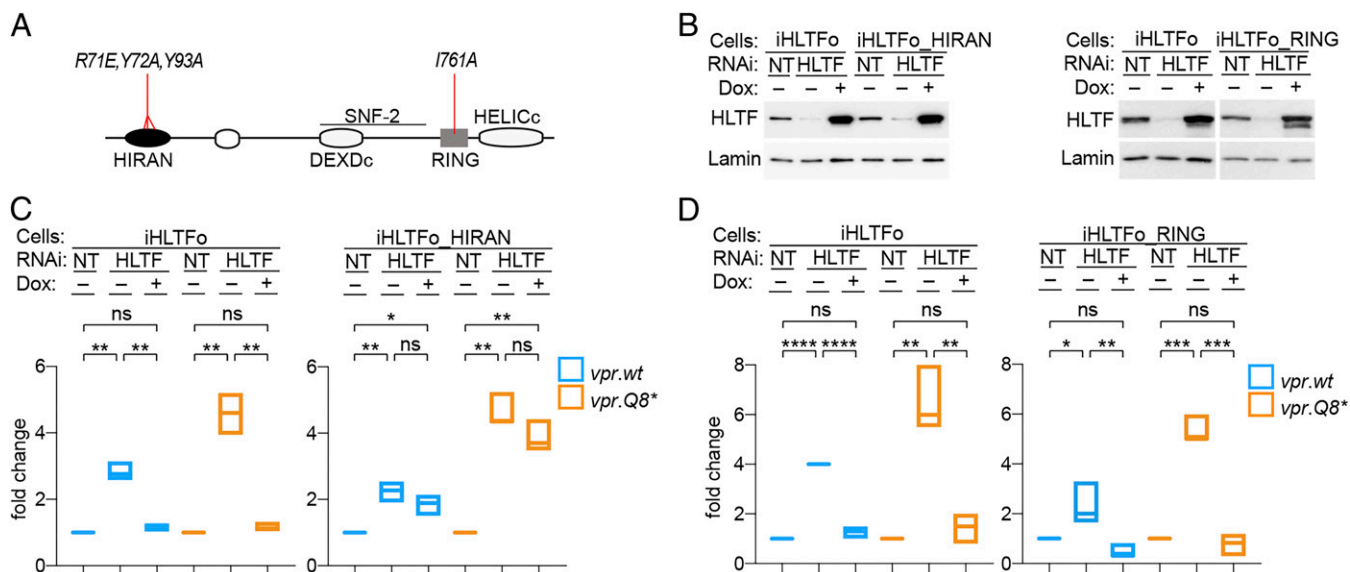 A
R71E,Y72A,Y93A
I761A
SNF-2
HELICc
HIRAN
DEXDc
RING
B
Cells: iHLTFo iHLTFo_HIRAN
RNAi: NT HLTF NT HLTF
Dox: – – + – – +
HLTF
Lamin
Cells: iHLTFo iHLTFo_RING
RNAi: NT HLTF NT HLTF
Dox: – – + – – +
HLTF
Lamin
C
Cells: iHLTFo iHLTFo_HIRAN
RNAi: NT HLTF NT HLTF NT HLTF NT HLTF
Dox: – – + – – + – – + – – +
ns ns * **
** ** ** ** ** ns ** ns
6 6
4 4
2 2
0 0
fold change
vpr.wt
vpr.Q8*
D
Cells: iHLTFo iHLTFo_RING
RNAi: NT HLTF NT HLTF NT HLTF NT HLTF
Dox: – – + – – + – – + – – +
ns ns ns ns
**** **** ** ** * ** *** ***
8 8
6 6
4 4
2 2
0 0
fold change
vpr.wt
vpr.Q8*